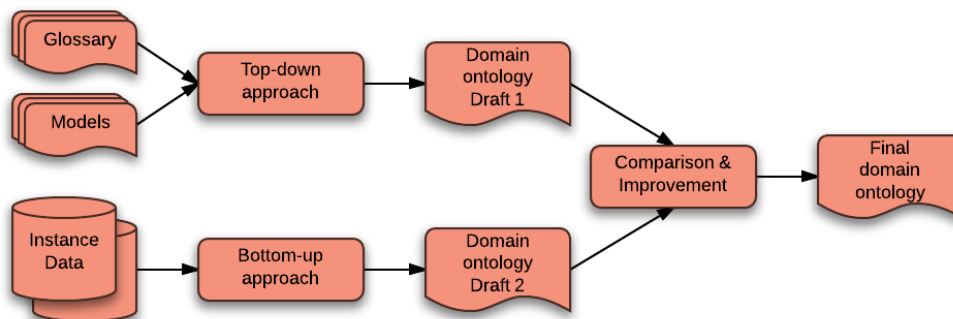 Glossary
Models
Top-down
approach
Domain
ontology
Draft 1
Comparison &
Improvement
Final
domain
ontology
Instance
Data
Bottom-up
approach
Domain
ontology
Draft 2